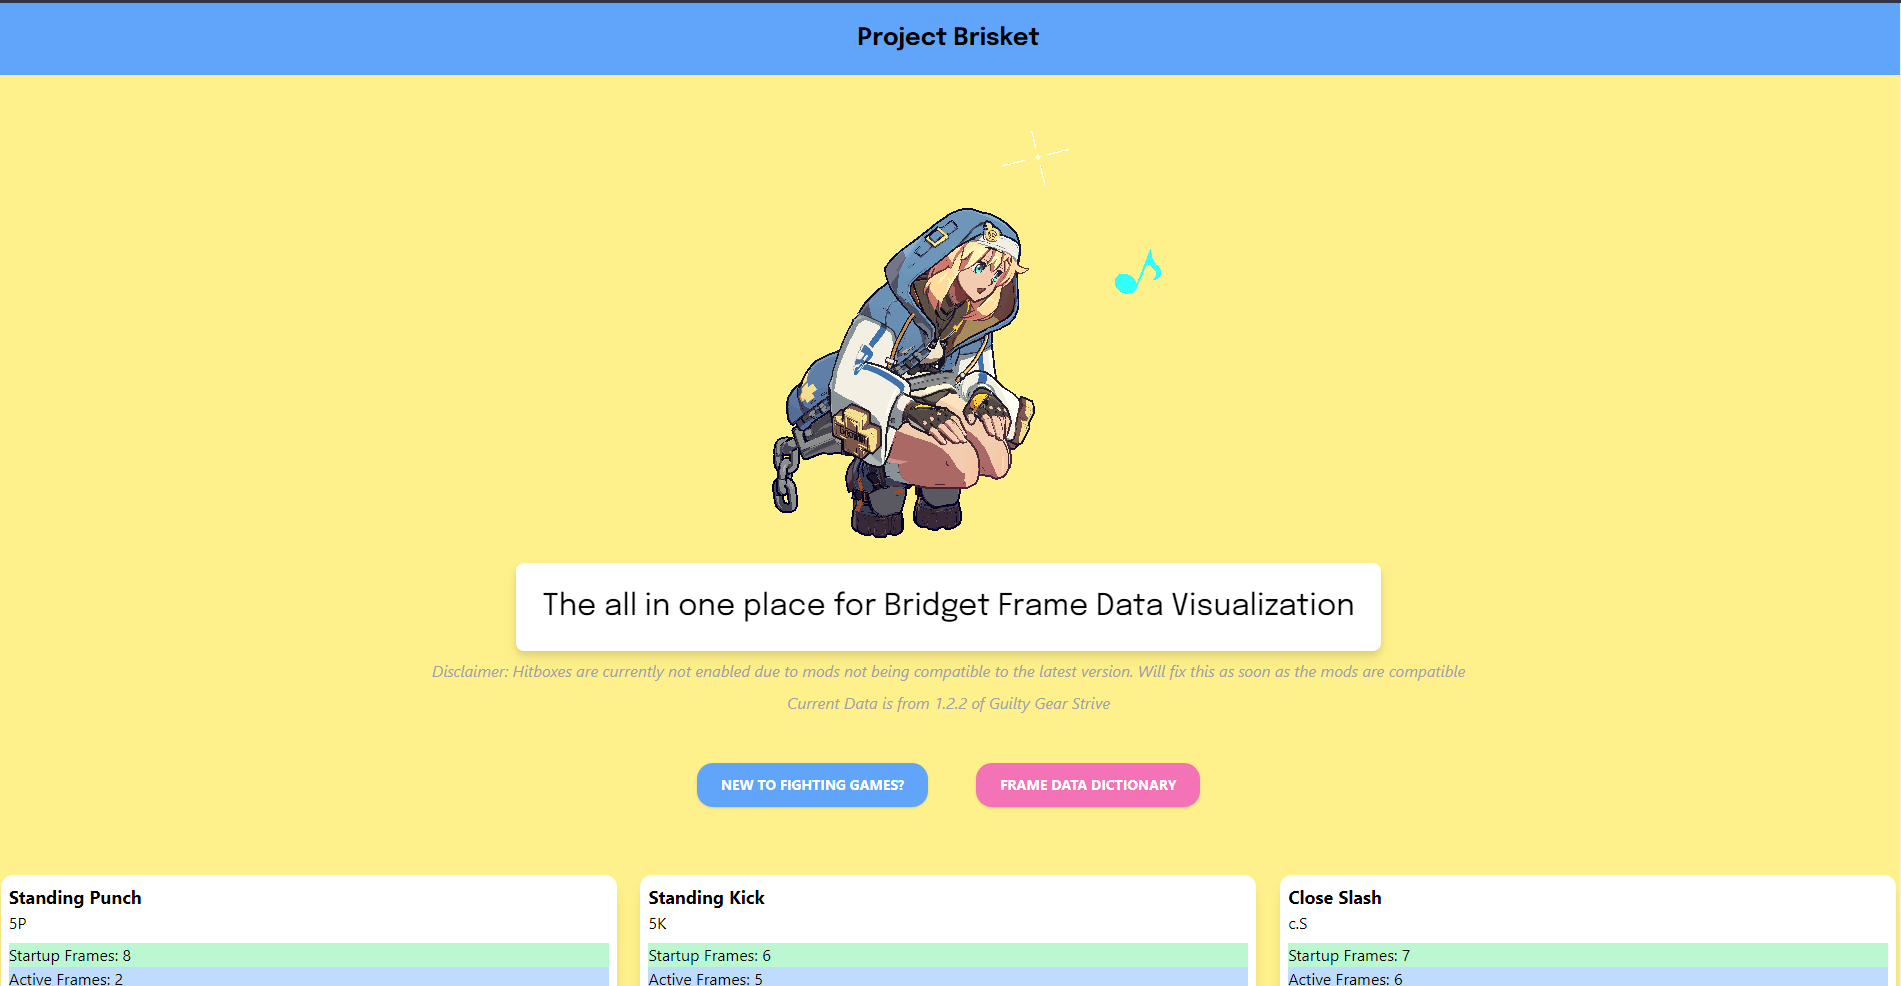 Project Brisket
The all in one place for Bridget Frame Data Visualization
Disclaimer: Hitboxes are currently not enabled due to mods not being compatible to the latest version. Will fix this as soon as the mods are compatible
Current Data is from 1.2.2 of Guilty Gear Strive
NEW TO FIGHTING GAMES?
FRAME DATA DICTIONARY
Standing Punch
5P
Startup Frames: 8
Active Frames: 2
Standing Kick
5K
Startup Frames: 6
Active Frames: 5
Close Slash
c.S
Startup Frames: 7
Active Frames: 6